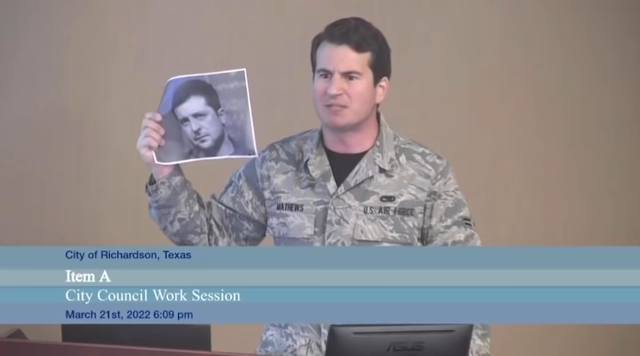 MATHEWS
U.S. AIR FORCE
City of Richardson, Texas
Item A
City Council Work Session
March 21st, 2022 6:09 pm
ASUS